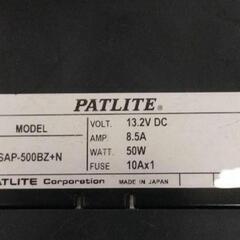 PATLITE®
MODEL
SAP-500BZ+N
VOLT. 13.2V DC
AMP. 8.5A
WATT. 50W
FUSE 10Ax1
PATLITE Corporation MADE IN JAPAN